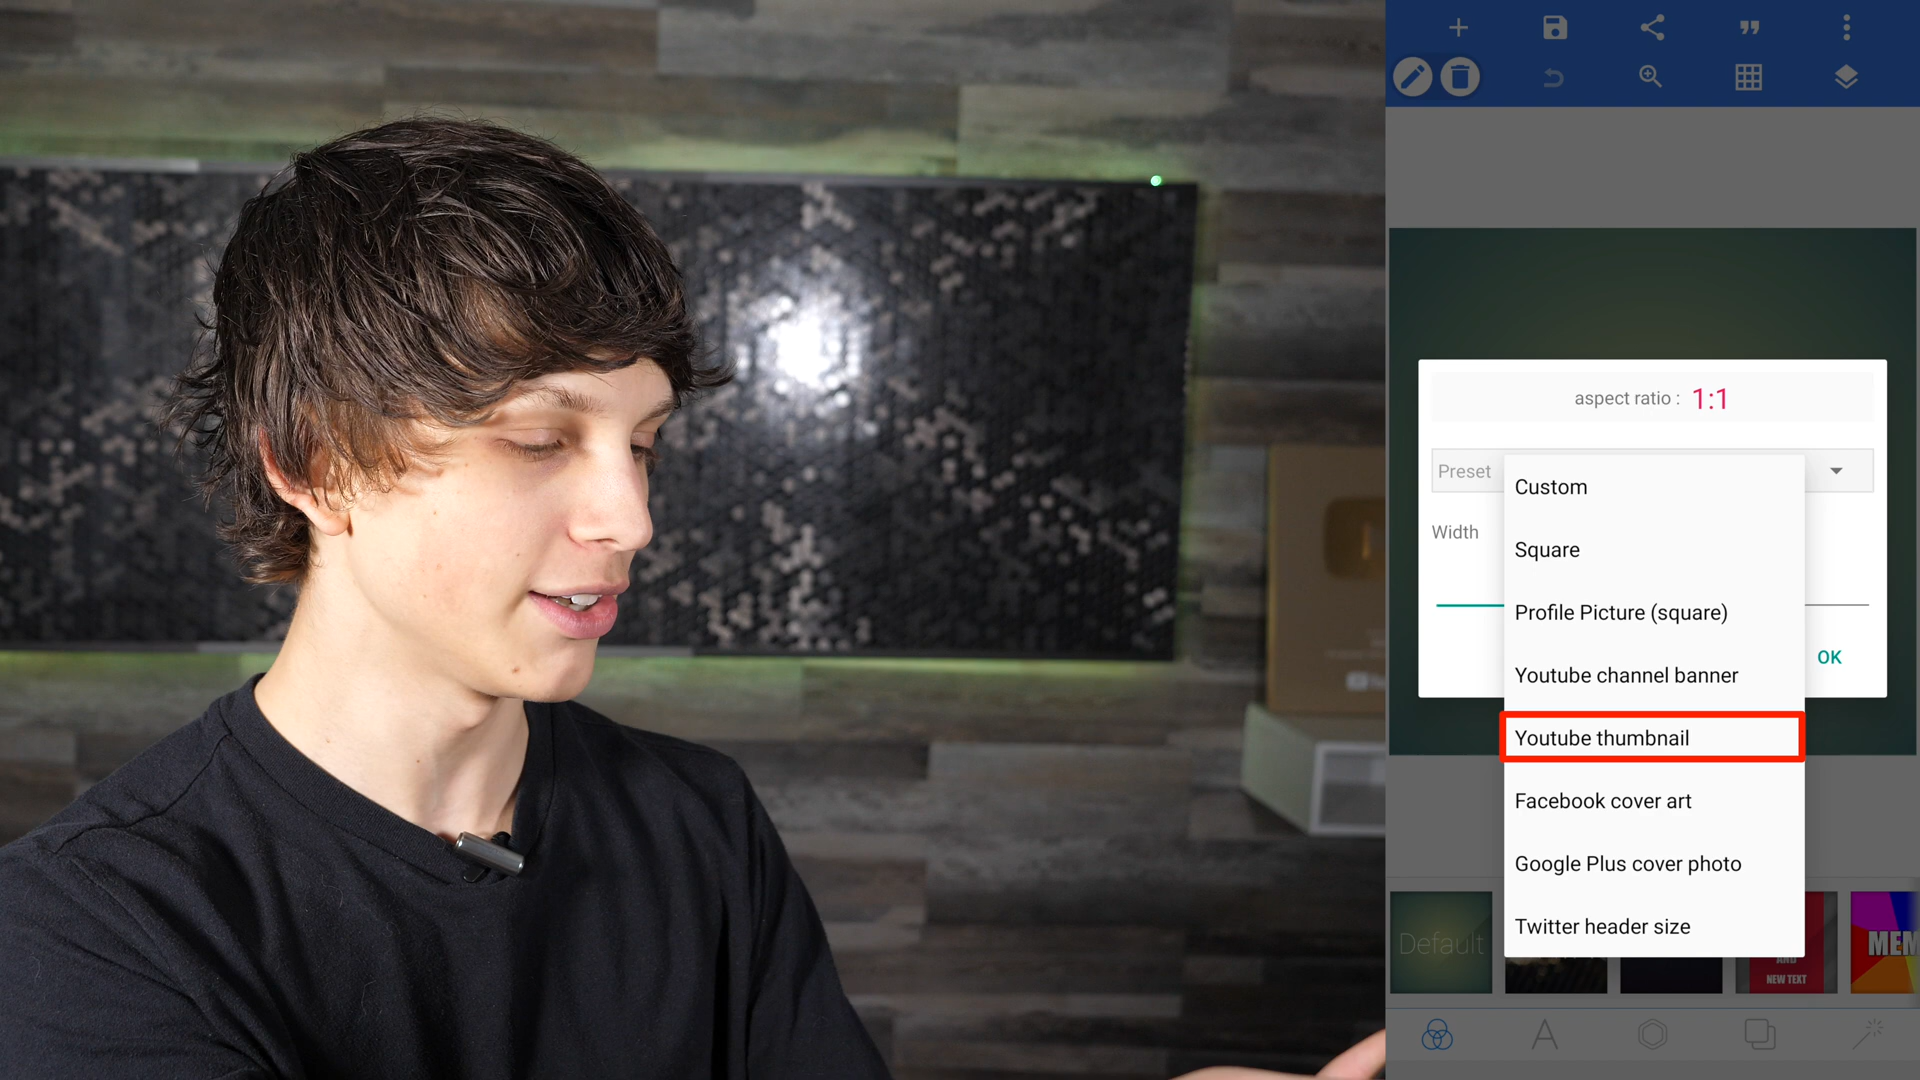 aspect ratio : 1:1
Preset
Custom
Width
Square
Profile Picture (square)
Youtube channel banner
OK
Youtube thumbnail
Facebook cover art
Google Plus cover photo
Twitter header size
Default
AND
NEW TEXT
MEM